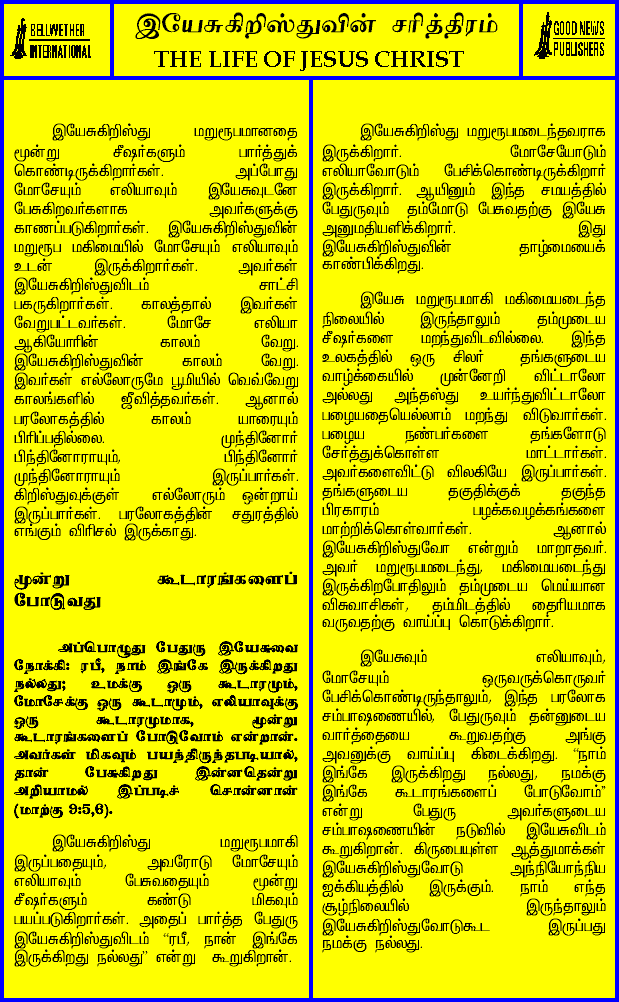 BELLWETHER
INTERNATIONAL
இயேசுகிறிஸ்துவின் சரித்திரம்
THE LIFE OF JESUS CHRIST
GOOD NEWS
PUBLISHERS
இயேசுகிறிஸ்து மறுரூபமானதை
மூன்று சீஷர்களும் பார்த்துக்
கொண்டிருக்கிறார்கள். அப்போது
மோசேயும் எலியாவும் இயேசுவுடனே
பேசுகிறவர்களாக அவர்களுக்கு
காணப்படுகிறார்கள். இயேசுகிறிஸ்துவின்
மறுரூப மகிமையில் மோசேயும் எலியாவும்
உடன் இருக்கிறார்கள். அவர்கள்
இயேசுகிறிஸ்துவிடம் சாட்சி
பகருகிறார்கள். காலத்தால் இவர்கள்
வேறுபட்டவர்கள். மோசே எலியா
ஆகியோரின் காலம் வேறு.
இயேசுகிறிஸ்துவின் காலம் வேறு.
இவர்கள் எல்லோருமே பூமியில் வெவ்வேறு
காலங்களில் ஜீவித்தவர்கள். ஆனால்
பரலோகத்தில் காலம் யாரையும்
பிரிப்பதில்லை. முந்தினோர்
பிந்தினோராயும், பிந்தினோர்
முந்தினோராயும் இருப்பார்கள்.
கிறிஸ்துவுக்குள் எல்லோரும் ஒன்றாய்
இருப்பார்கள். பரலோகத்தின் சதுரத்தில்
எங்கும் விரிசல் இருக்காது.
மூன்று கூடாரங்களைப்
போடுவது
அப்பொழுது பேதுரு இயேசுவை
நோக்கி: ரபீ, நாம் இங்கே இருக்கிறது
நல்லது; உமக்கு ஒரு கூடாரமும்,
மோசேக்கு ஒரு கூடாமும், எலியாவுக்கு
ஒரு கூடாரமுமாக, மூன்று
கூடாரங்களைப் போடுவோம் என்றான்.
அவர்கள் மிகவும் பயந்திருந்தபடியால்,
தான் பேசுகிறது இன்னதென்று
அறியாமல் இப்படிச் சொன்னான்
(மாற்கு 9:5,6).
இயேசுகிறிஸ்து மறுரூபமாகி
இருப்பதையும், அவரோடு மோசேயும்
எலியாவும் பேசுவதையும் மூன்று
சீஷர்களும் கண்டு மிகவும்
பயப்படுகிறார்கள். அதைப் பார்த்த பேதுரு
இயேசுகிறிஸ்துவிடம் "ரபீ, நான் இங்கே
இருக்கிறது நல்லது" என்று கூறுகிறான்.
இயேசுகிறிஸ்து மறுரூபமடைந்தவராக
இருக்கிறார். மோசேயோடும்
எலியாவோடும் பேசிக்கொண்டிருக்கிறார்
இருக்கிறார். ஆயினும் இந்த சமயத்தில்
பேதுருவும் தம்மோடு பேசுவதற்கு இயேசு
அனுமதியளிக்கிறார். இது
இயேசுகிறிஸ்துவின் தாழ்மையைக்
காண்பிக்கிறது.
இயேசு மறுரூபமாகி மகிமையடைந்த
நிலையில் இருந்தாலும் தம்முடைய
சீஷர்களை மறந்துவிடவில்லை. இந்த
உலகத்தில் ஒரு சிலர் தங்களுடைய
வாழ்க்கையில் முன்னேறி விட்டாலோ
அல்லது அந்தஸ்து உயர்ந்துவிட்டாலோ
பழையதையெல்லாம் மறந்து விடுவார்கள்.
பழைய நண்பர்களை தங்களோடு
சேர்த்துக்கொள்ள மாட்டார்கள்.
அவர்களைவிட்டு விலகியே இருப்பார்கள்.
தங்களுடைய தகுதிக்குத் தகுந்த
பிரகாரம் பழக்கவழக்கங்களை
மாற்றிக்கொள்வார்கள். ஆனால்
இயேசுகிறிஸ்துவோ என்றும் மாறாதவர்.
அவர் மறுரூபமடைந்து, மகிமையடைந்து
இருக்கிறபோதிலும் தம்முடைய மெய்யான
விசுவாசிகள், தம்மிடத்தில் தைரியமாக
வருவதற்கு வாய்ப்பு கொடுக்கிறார்.
இயேசுவும் எலியாவும்,
மோசேயும் ஒருவருக்கொருவர்
பேசிக்கொண்டிருந்தாலும், இந்த பரலோக
சம்பாஷணையில், பேதுருவும் தன்னுடைய
வார்த்தையை கூறுவதற்கு அங்கு
அவனுக்கு வாய்ப்பு கிடைக்கிறது. "நாம்
இங்கே இருக்கிறது நல்லது, நமக்கு
இங்கே கூடாரங்களைப் போடுவோம்"
என்று பேதுரு அவர்களுடைய
சம்பாஷணையின் நடுவில் இயேசுவிடம்
கூறுகிறான். கிருபையுள்ள ஆத்துமாக்கள்
இயேசுகிறிஸ்துவோடு அந்நியோந்நிய
ஐக்கியத்தில் இருக்கும். நாம் எந்த
சூழ்நிலையில் இருந்தாலும்
இயேசுகிறிஸ்துவோடுகூட இருப்பது
நமக்கு நல்லது.